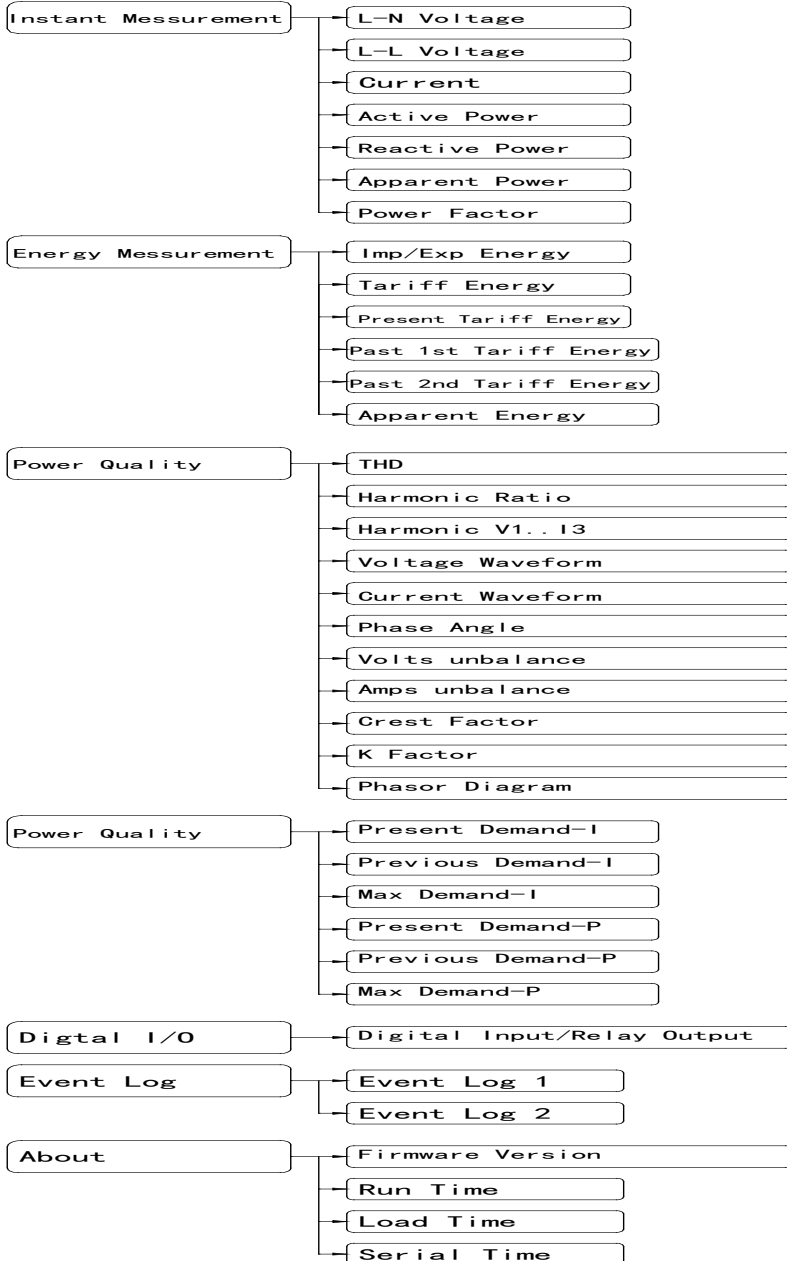 Instant Messurement
L-N Voltage
L-L Voltage
Current
Active Power
Reactive Power
Apparent Power
Power Factor
Energy Messurement
Imp/Exp Energy
Tariff Energy
Present Tariff Energy
Past 1st Tariff Energy
Past 2nd Tariff Energy
Apparent Energy
Power Quality
THD
Harmonic Ratio
Harmonic V1..I3
Voltage Waveform
Current Waveform
Phase Angle
Volts unbalance
Amps unbalance
Crest Factor
K Factor
Phasor Diagram
Power Quality
Present Demand-I
Previous Demand-I
Max Demand-I
Present Demand-P
Previous Demand-P
Max Demand-P
Digtal I/O
Digital Input/Relay Output
Event Log
Event Log 1
Event Log 2
About
Firmware Version
Run Time
Load Time
Serial Time